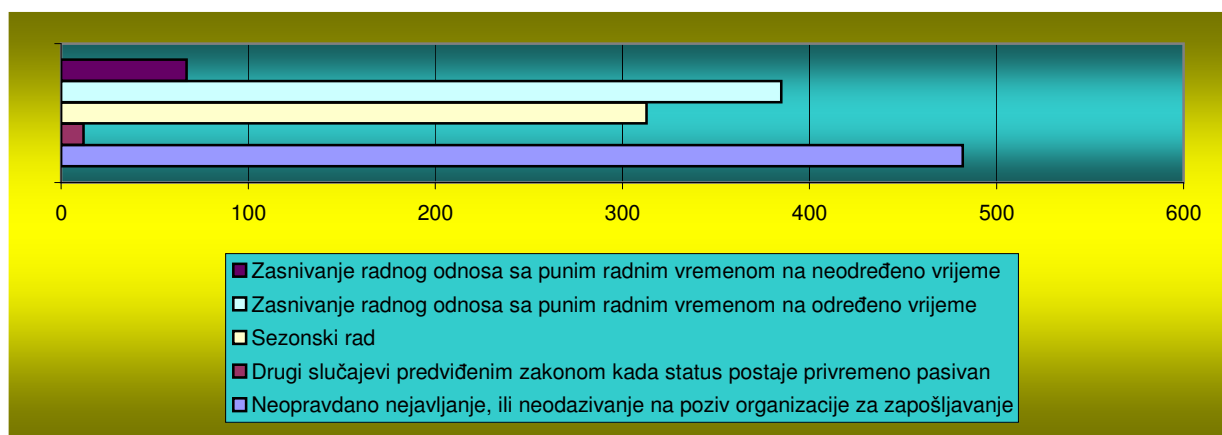 0 100 200 300 400 500 600
Zasnivanje radnog odnosa sa punim radnim vremenom na neodređeno vrijeme
Zasnivanje radnog odnosa sa punim radnim vremenom na određeno vrijeme
Sezonski rad
Drugi slučajevi predviđenim zakonom kada status postaje privremeno pasivan
Neopravdano nejavljanje, ili neodazivanje na poziv organizacije za zapošljavanje